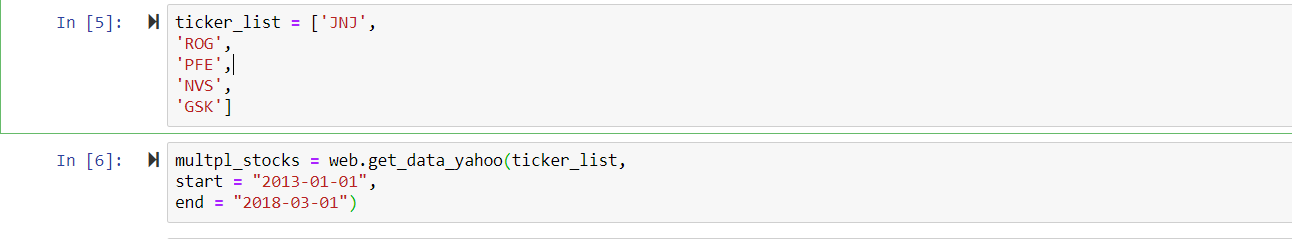 In [5]: ticker_list = ['JNJ',
'ROG',
'PFE',
'NVS',
'GSK']
In [6]: multpl_stocks = web.get_data_yahoo(ticker_list,
start = "2013-01-01",
end = "2018-03-01")